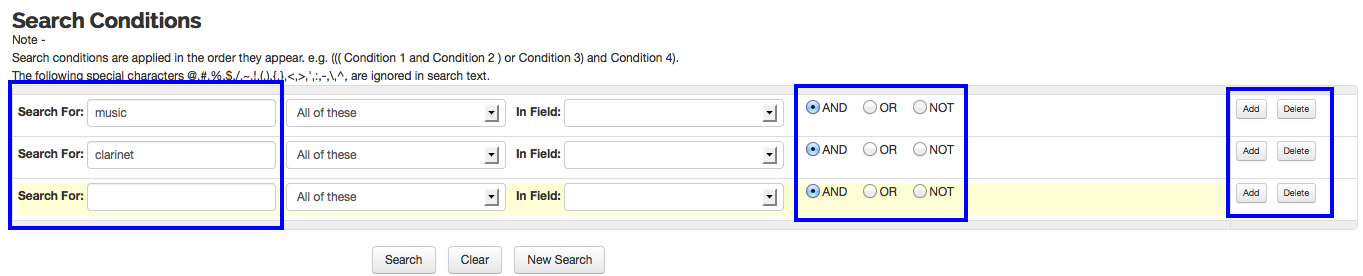 Search Conditions
Note -
Search conditions are applied in the order they appear. e.g. ((( Condition 1 and Condition 2 ) or Condition 3) and Condition 4).
The following special characters @,#,%,$,/,~,!,(,),{,},<,>,',:,-,\,^, are ignored in search text.
Search For: music All of these In Field: AND OR NOT Add Delete
Search For: clarinet All of these In Field: AND OR NOT Add Delete
Search For: All of these In Field: AND OR NOT Add Delete
Search Clear New Search